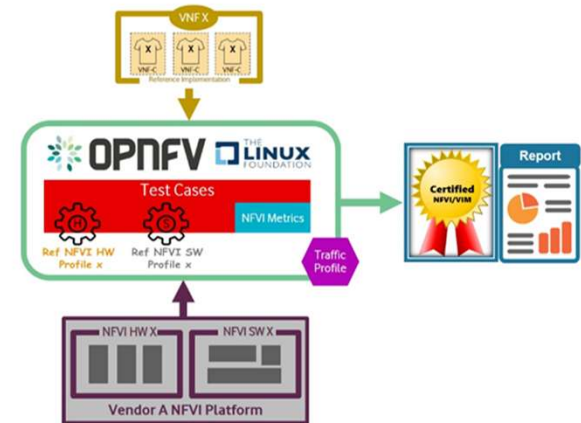 VNF X
X X X
VNF-C VNF-C VNF-C
Reference Implementation
OPNFV
THE
LINUX
FOUNDATION
Test Cases
NFVI Metrics
H
S
Ref NFVI HW
Profile x
Ref NFVI SW
Profile x
Traffic
Profile
Certified
NFVI/VIM
Report
NFVI HW X
NFVI SW X
Vendor A NFVI Platform